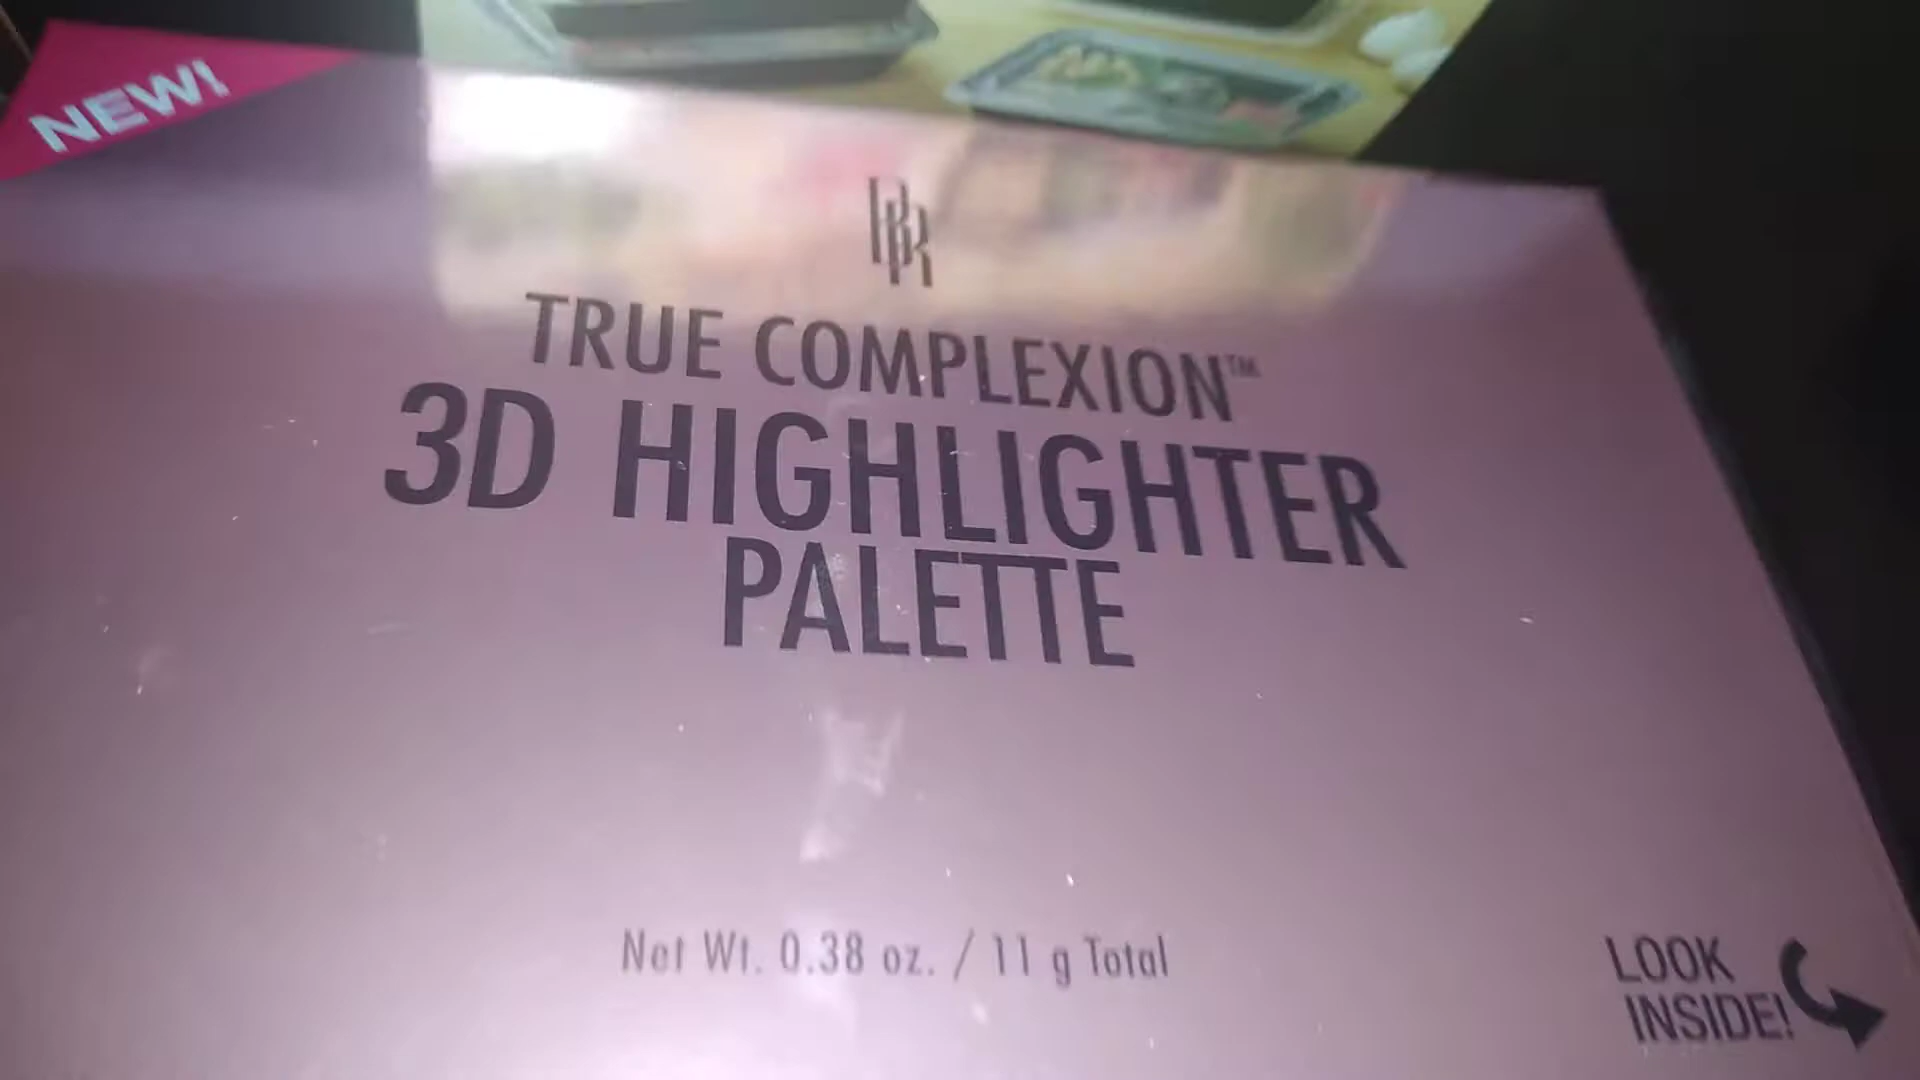 NEW!
BR
TRUE COMPLEXION™
3D HIGHLIGHTER
PALETTE
Net Wt. 0.38 oz. / 11 g Total
LOOK
INSIDE!